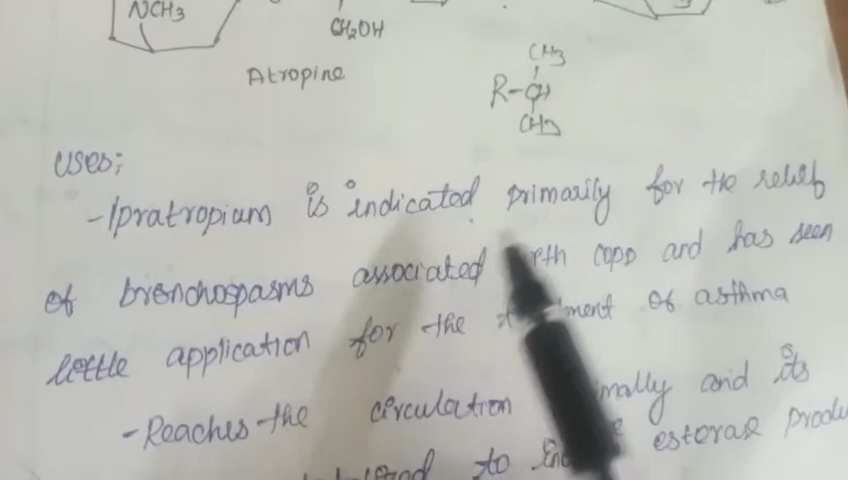 NCH3
CH2OH
Atropine
CH3
R-CH
CH3
uses;
-Ipratropium is indicated primarily for the relief
of bronchospasms associated with COPD and has seen
little application for the of asthma
-Reaches the circulation and its
to esterase